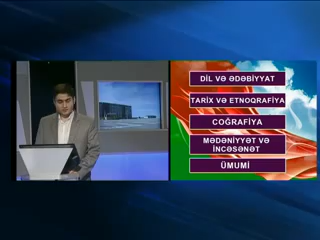 DİL VƏ ƏDƏBİYYAT
TARİX VƏ ETNOQRAFİYA
COĞRAFİYA
MƏDƏNİYYƏT VƏ
İNCƏSƏNƏT
ÜMUMİ